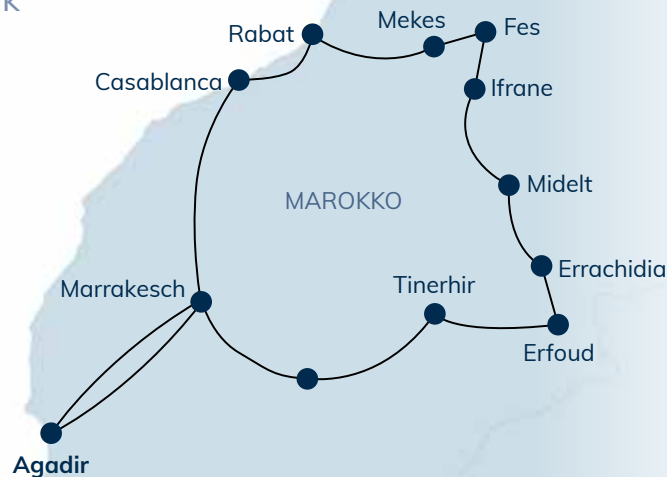 K
Mekes
Rabat
Fes
Casablanca
Ifrane
Midelt
MAROKKO
Errachidia
Tinerhir
Marrakesch
Erfoud
Agadir